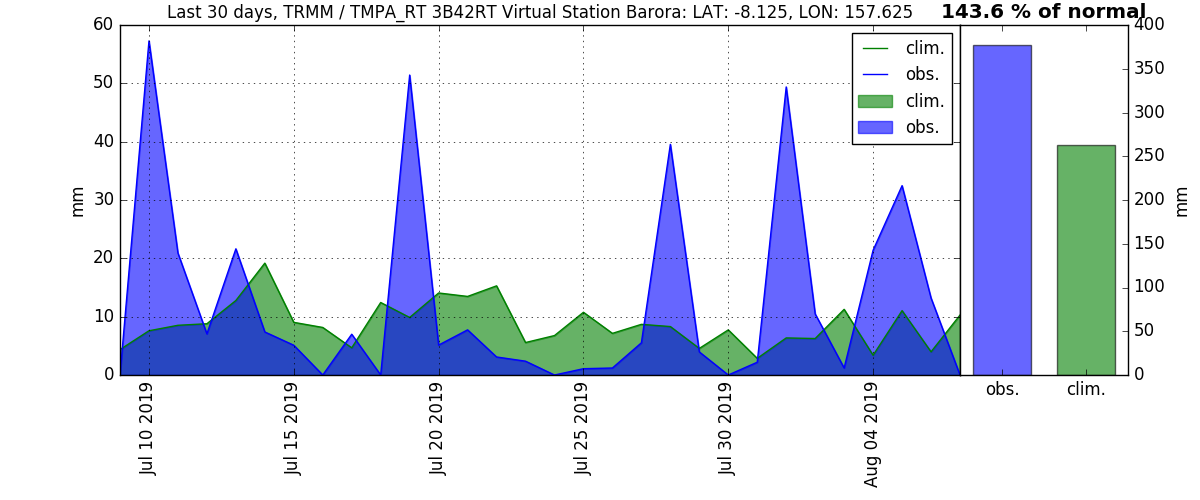 Last 30 days, TRMM / TMPA_RT 3B42RT Virtual Station Barora: LAT: -8.125, LON: 157.625
143.6 % of normal
60
50
40
30
20
10
0
mm
clim.
obs.
clim.
obs.
400
350
300
250
200
150
100
50
0
mm
obs.
clim.
Jul 10 2019
Jul 15 2019
Jul 20 2019
Jul 25 2019
Jul 30 2019
Aug 04 2019